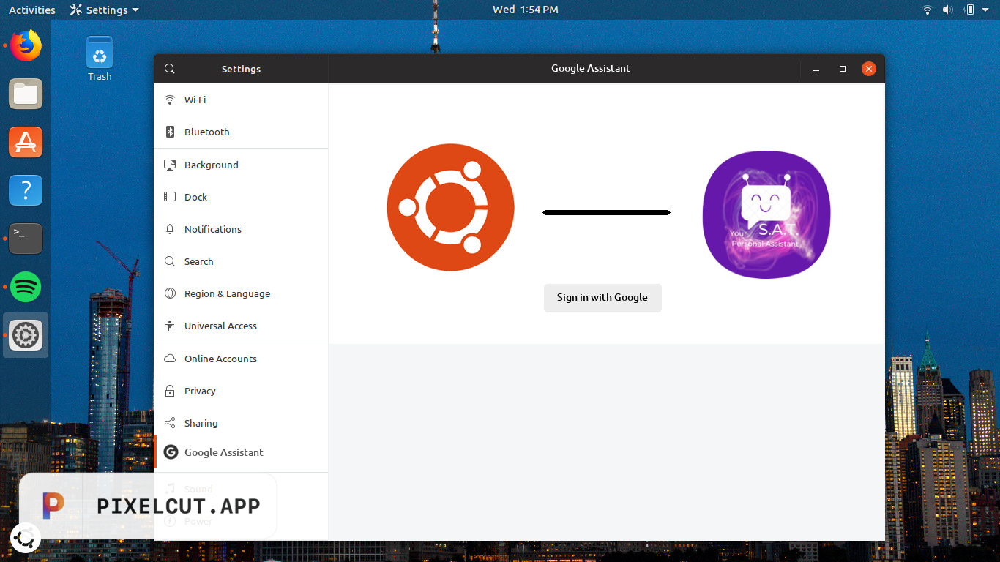 Activities
Settings
Wed 1:54 PM
Trash
Settings
Google Assistant
Wi-Fi
Bluetooth
Background
Dock
Notifications
Search
Region & Language
Universal Access
Online Accounts
Privacy
Sharing
Google Assistant
Sound
Power
Your S.A.T.
Personal Assistant
Sign in with Google
PIXELCUT.APP